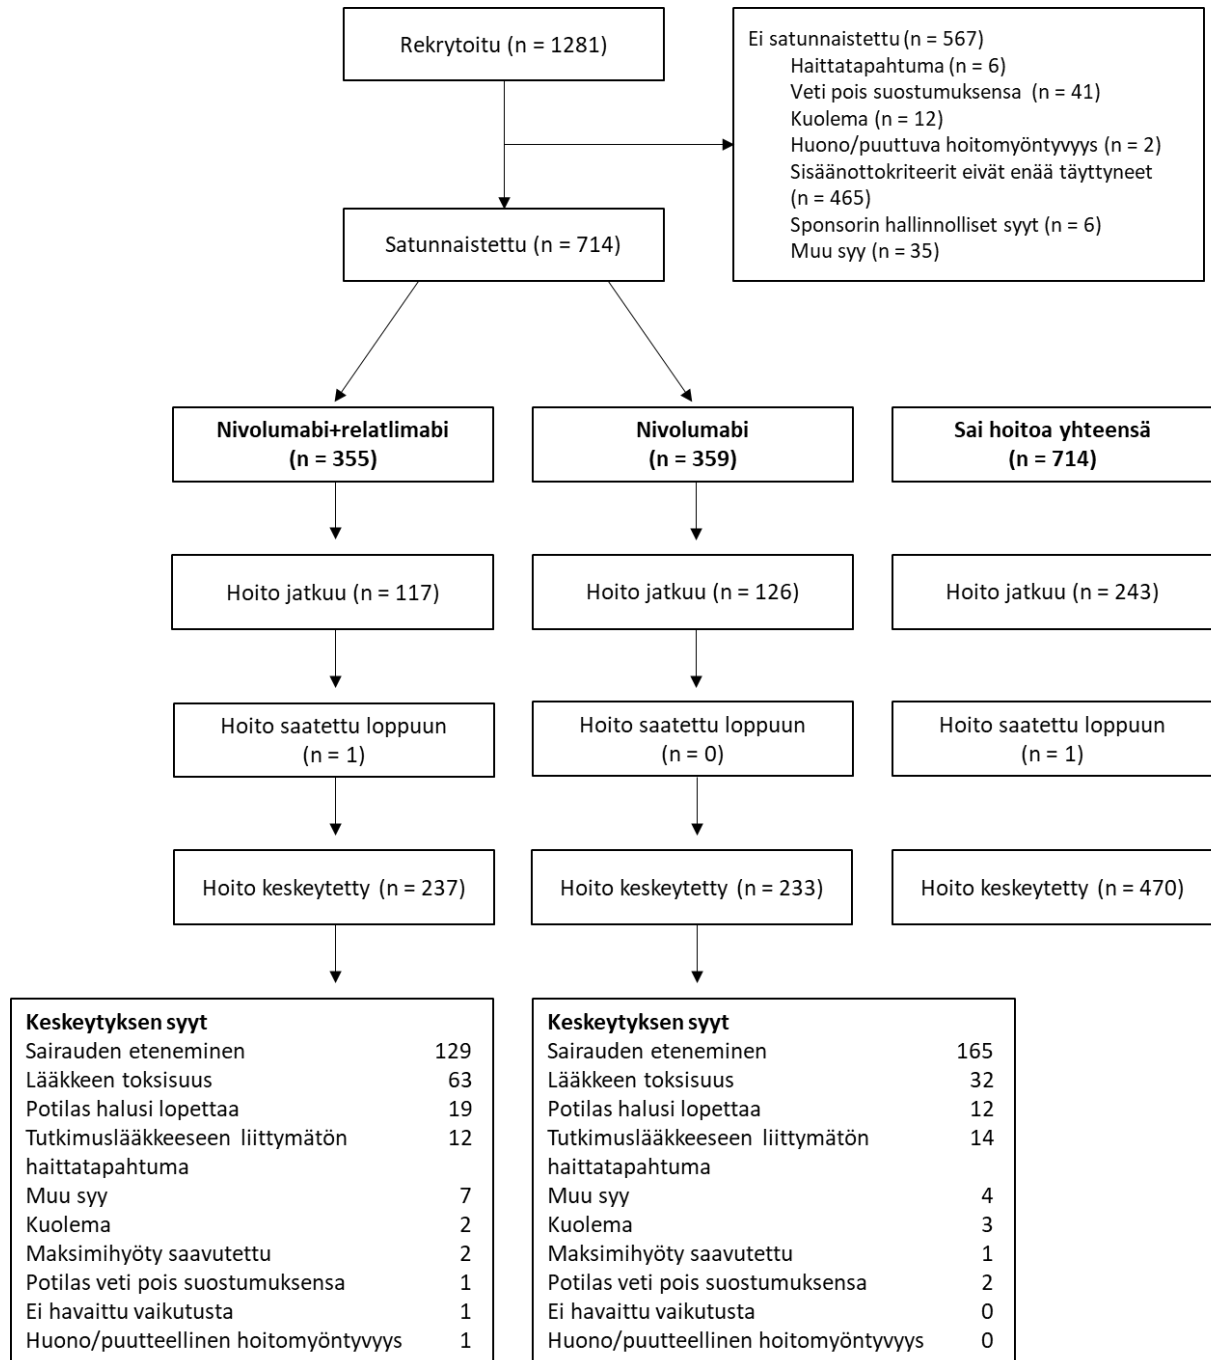 Rekrytoitu (n = 1281)
Ei satunnaistettu (n = 567)
Haittatapahtuma (n = 6)
Veti pois suostumuksensa (n = 41)
Kuolema (n = 12)
Huono/puuttuva hoitomyöntyvyys (n = 2)
Sisäänottokriteerit eivät enää täyttyneet
(n = 465)
Sponsorin hallinnolliset syyt (n = 6)
Muu syy (n = 35)
Satunnaistettu (n = 714)
Nivolumabi+relatlimabi
(n = 355)
Nivolumabi
(n = 359)
Sai hoitoa yhteensä
(n = 714)
Hoito jatkuu (n = 117)
Hoito jatkuu (n = 126)
Hoito jatkuu (n = 243)
Hoito saatettu loppuun
(n = 1)
Hoito saatettu loppuun
(n = 0)
Hoito saatettu loppuun
(n = 1)
Hoito keskeytetty (n = 237)
Hoito keskeytetty (n = 233)
Hoito keskeytetty (n = 470)
Keskeytyksen syyt
Sairauden eteneminen 129
Lääkkeen toksisuus 63
Potilas halusi lopettaa 19
Tutkimuslääkkeeseen liittymätön 12
haittatapahtuma
Muu syy 7
Kuolema 2
Maksimihyöty saavutettu 2
Potilas veti pois suostumuksensa 1
Ei havaittu vaikutusta 1
Huono/puutteellinen hoitomyöntyvyys 1
Keskeytyksen syyt
Sairauden eteneminen 165
Lääkkeen toksisuus 32
Potilas halusi lopettaa 12
Tutkimuslääkkeeseen liittymätön 14
haittatapahtuma
Muu syy 4
Kuolema 3
Maksimihyöty saavutettu 1
Potilas veti pois suostumuksensa 2
Ei havaittu vaikutusta 0
Huono/puutteellinen hoitomyöntyvyys 0